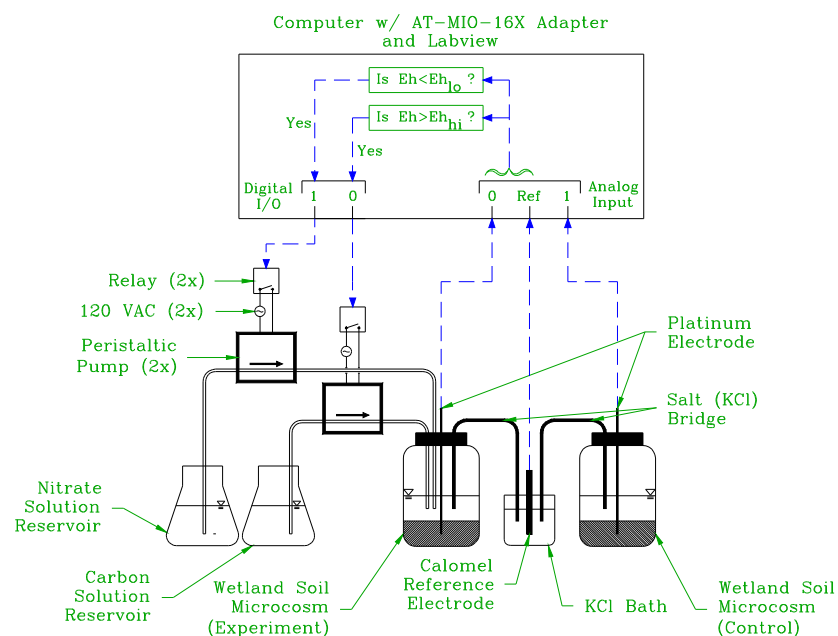 Computer w/ AT-MIO-16X Adapter
and Labview
Is Eh<Ehlo ?
Is Eh>Ehhi ?
Yes
Yes
Digital
I/O
1 0
0 Ref 1
Analog
Input
Relay (2x)
120 VAC (2x)
Peristaltic
Pump (2x)
Platinum
Electrode
Salt (KCl)
Bridge
Nitrate
Solution
Reservoir
Carbon
Solution
Reservoir
Wetland Soil
Microcosm
(Experiment)
Calomel
Reference
Electrode
KCl Bath
Wetland Soil
Microcosm
(Control)